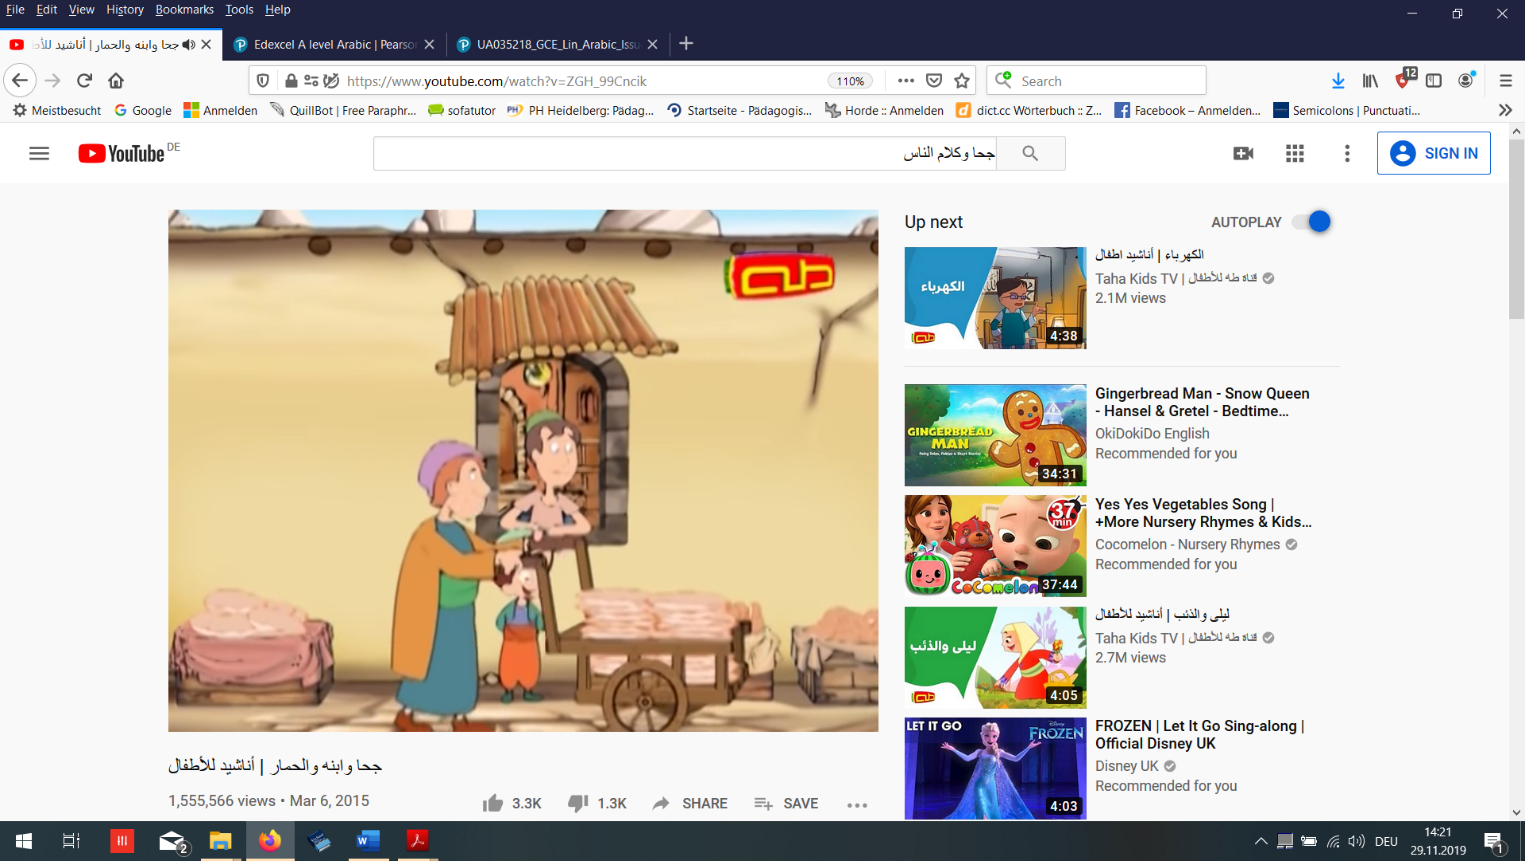 File Edit View History Bookmarks Tools Help
جحا وابنه والحمار | أناشيد للأط
Edexcel A level Arabic | Pearso
UA035218_GCE_Lin_Arabic_Issu
https://www.youtube.com/watch?v=ZGH_99Cncik
110%
Search
12
Meistbesucht Google Anmelden QuillBot | Free Paraphr... sofatutor PH Heidelberg: Pädag... Startseite - Pädagogis... Horde :: Anmelden dict.cc Wörterbuch :: Z... Facebook – Anmelden... Semicolons | Punctuati...
YouTube DE
جحا وكلام الناس
SIGN IN
طه
جحا وابنه والحمار | أناشيد للأطفال
1,555,566 views • Mar 6, 2015
3.3K 1.3K SHARE SAVE
Up next
AUTOPLAY
الكهرباء
4:38
الكهرباء | أناشيد اطفال
Taha Kids TV | قناة طه للأطفال
2.1M views
GINGERBREAD
MAN
34:31
Gingerbread Man - Snow Queen
- Hansel & Gretel - Bedtime...
OkiDokiDo English
Recommended for you
37
min
CoComelon
37:44
Yes Yes Vegetables Song |
+More Nursery Rhymes & Kids...
Cocomelon - Nursery Rhymes
Recommended for you
ليلى والذئب
4:05
ليلى والذئب | أناشيد للأطفال
Taha Kids TV | قناة طه للأطفال
2.7M views
LET IT GO
Disney
FROZEN
4:03
FROZEN | Let It Go Sing-along |
Official Disney UK
Disney UK
Recommended for you
2
DEU
14:21
29.11.2019
1